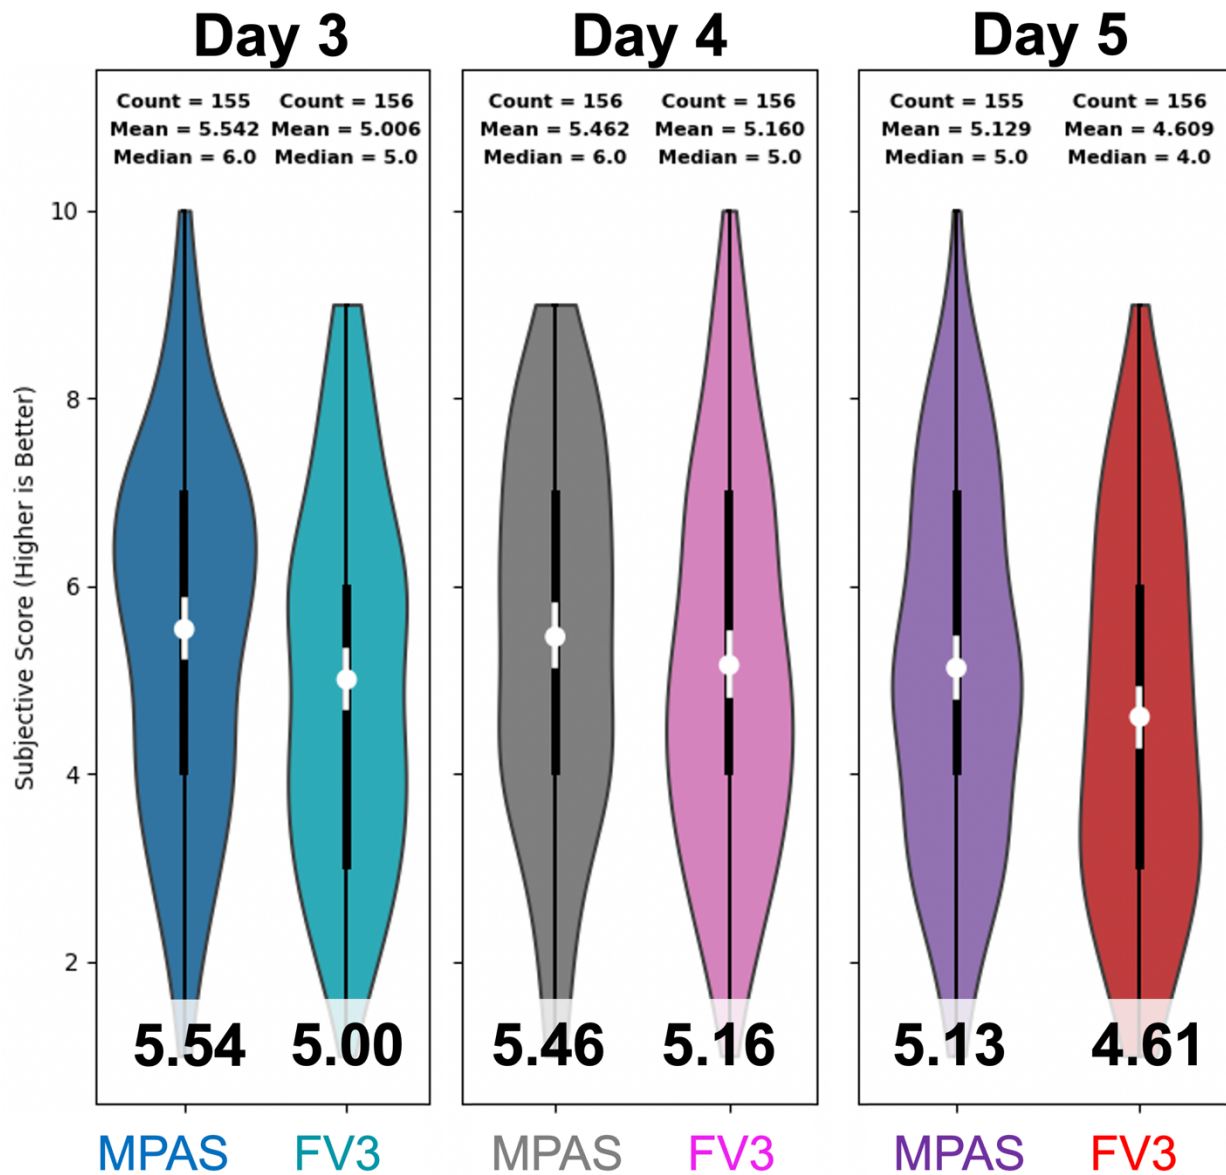 Day 3
Day 4
Day 5
Count = 155
Count = 156
Count = 156
Count = 156
Count = 155
Count = 156
Mean = 5.542
Mean = 5.006
Mean = 5.462
Mean = 5.160
Mean = 5.129
Mean = 4.609
Median = 6.0
Median = 5.0
Median = 6.0
Median = 5.0
Median = 5.0
Median = 4.0
Subjective Score (Higher is Better)
10
8
6
4
2
5.54
5.00
5.46
5.16
5.13
4.61
MPAS
FV3
MPAS
FV3
MPAS
FV3